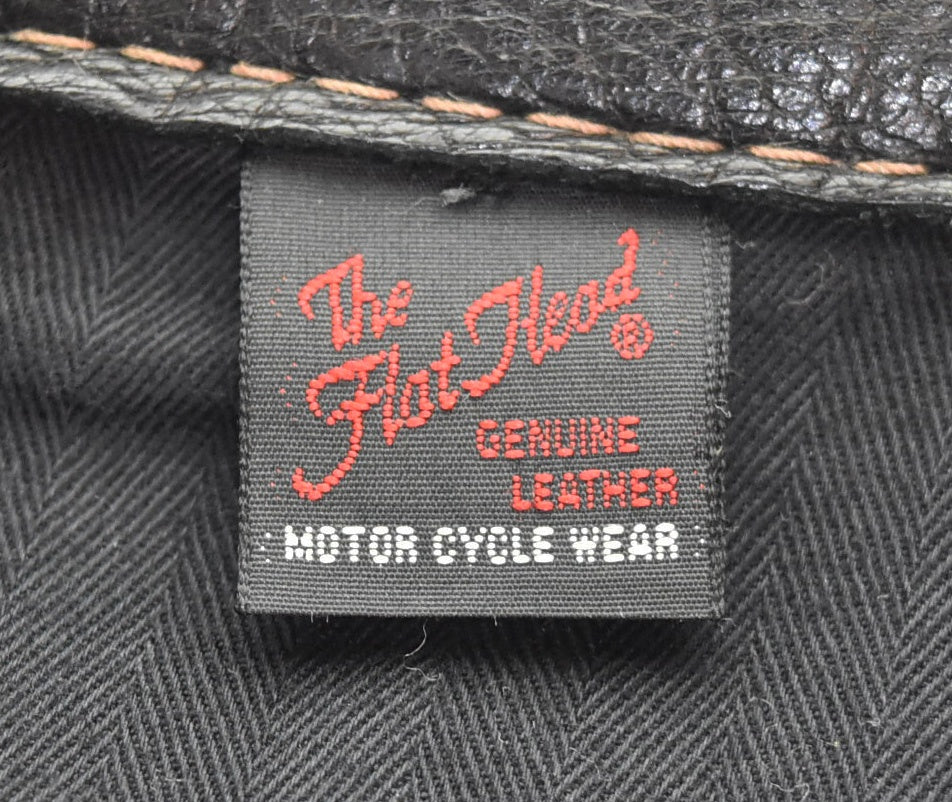 The
Flat Head®
GENUINE
LEATHER
MOTOR CYCLE WEAR